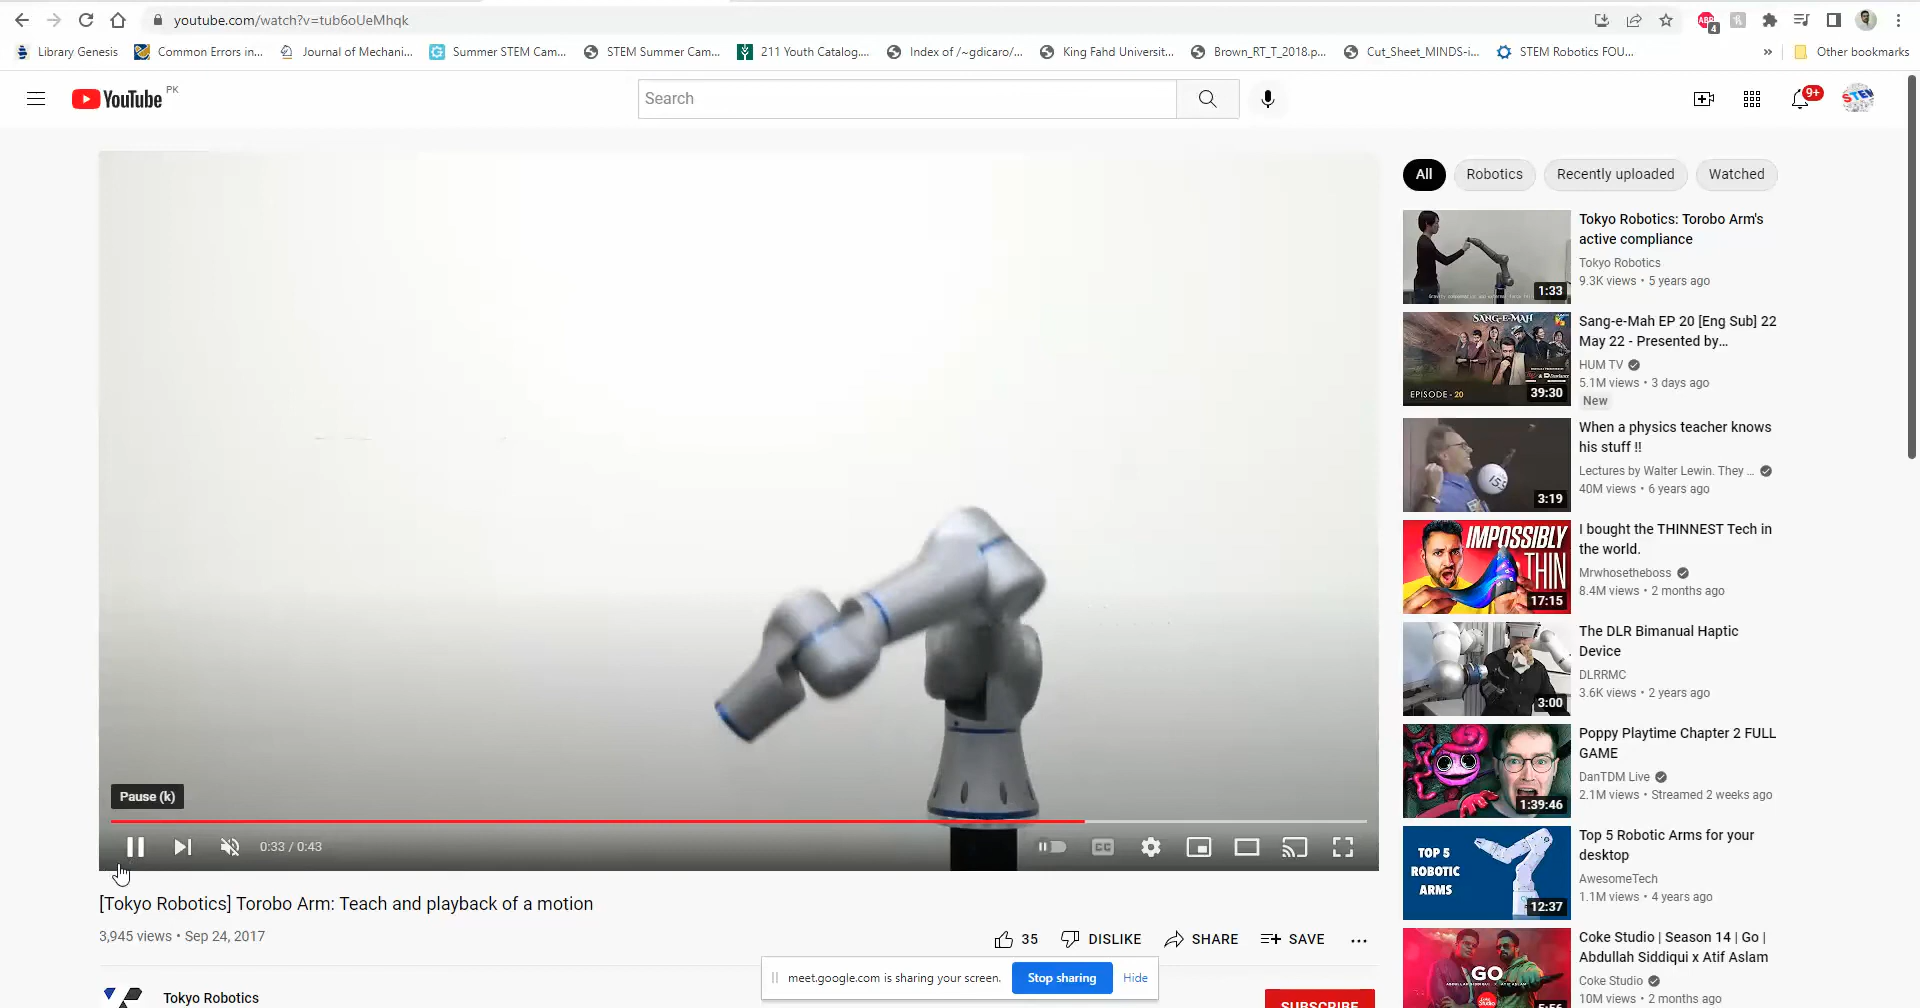 youtube.com/watch?v=tub6oUeMhqk
ABP
4
Library Genesis
Common Errors in...
Journal of Mechani...
Summer STEM Cam...
STEM Summer Cam...
211 Youth Catalog....
Index of /~gdicaro/...
King Fahd Universit...
Brown_RT_T_2018.p...
Cut_Sheet_MINDS-i...
STEM Robotics FOU...
»
Other bookmarks
YouTube PK
Search
9+
STEM
All
Robotics
Recently uploaded
Watched
Tokyo Robotics: Torobo Arm's
active compliance
Tokyo Robotics
9.3K views • 5 years ago
1:33
SANG-E-MAH
EPISODE - 20
39:30
Sang-e-Mah EP 20 [Eng Sub] 22
May 22 - Presented by...
HUM TV
5.1M views • 3 days ago
New
When a physics teacher knows
his stuff !!
Lectures by Walter Lewin. They ...
40M views • 6 years ago
3:19
IMPOSSIBLY
THIN
17:15
I bought the THINNEST Tech in
the world.
Mrwhosetheboss
8.4M views • 2 months ago
The DLR Bimanual Haptic
Device
DLRRMC
3.6K views • 2 years ago
3:00
Poppy Playtime Chapter 2 FULL
GAME
DanTDM Live
2.1M views • Streamed 2 weeks ago
1:39:46
TOP 5
ROBOTIC
ARMS
12:37
Top 5 Robotic Arms for your
desktop
AwesomeTech
1.1M views • 4 years ago
GO
5:56
Coke Studio | Season 14 | Go |
Abdullah Siddiqui x Atif Aslam
Coke Studio
10M views • 2 months ago
Pause (k)
0:33 / 0:43
CC
[Tokyo Robotics] Torobo Arm: Teach and playback of a motion
3,945 views • Sep 24, 2017
35
DISLIKE
SHARE
SAVE
...
meet.google.com is sharing your screen.
Stop sharing
Hide
Tokyo Robotics
SUBSCRIBE